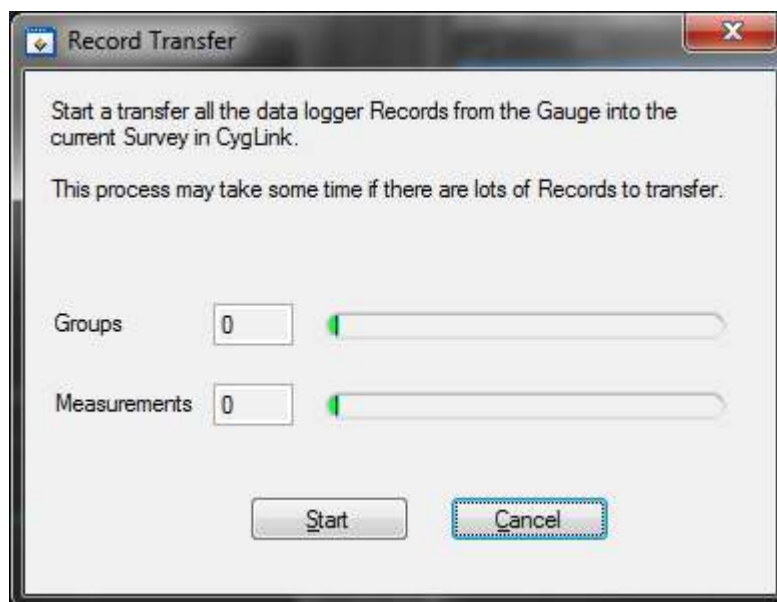 Record Transfer
Start a transfer all the data logger Records from the Gauge into the
current Survey in CygLink.
This process may take some time if there are lots of Records to transfer.
Groups 0
Measurements 0
Start Cancel